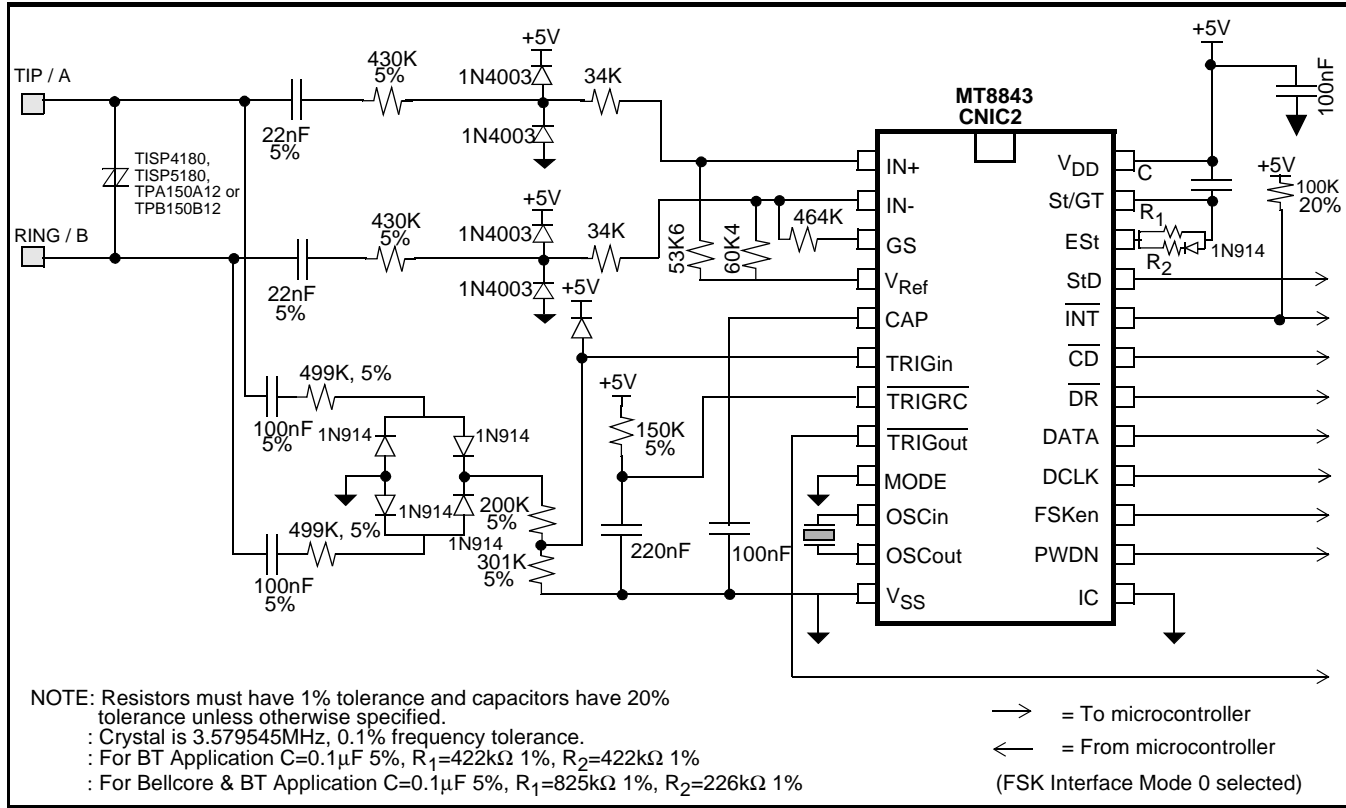 +5V
+5V
TIP / A
430K
5%
1N4003
34K
22nF
5%
1N4003
100nF
MT8843
CNIC2
TISP4180,
TISP5180,
TPA150A12 or
TPB150B12
+5V
430K
5%
1N4003
34K
RING / B
22nF
5%
1N4003
+5V
53K6
60K4
464K
IN+
IN-
GS
VRef
CAP
TRIGin
TRIGRC
TRIGout
MODE
OSCin
OSCout
VSS
VDD
St/GT
ESt
StD
INT
CD
DR
DATA
DCLK
FSKen
PWDN
IC
C
R1
R2
1N914
+5V
100K
20%
499K, 5%
100nF
5%
1N914
1N914
1N914
1N914
499K, 5%
100nF
5%
200K
5%
301K
5%
+5V
150K
5%
220nF
100nF
NOTE: Resistors must have 1% tolerance and capacitors have 20%
tolerance unless otherwise specified.
: Crystal is 3.579545MHz, 0.1% frequency tolerance.
: For BT Application C=0.1μF 5%, R1=422kΩ 1%, R2=422kΩ 1%
: For Bellcore & BT Application C=0.1μF 5%, R1=825kΩ 1%, R2=226kΩ 1%
= To microcontroller
= From microcontroller
(FSK Interface Mode 0 selected)